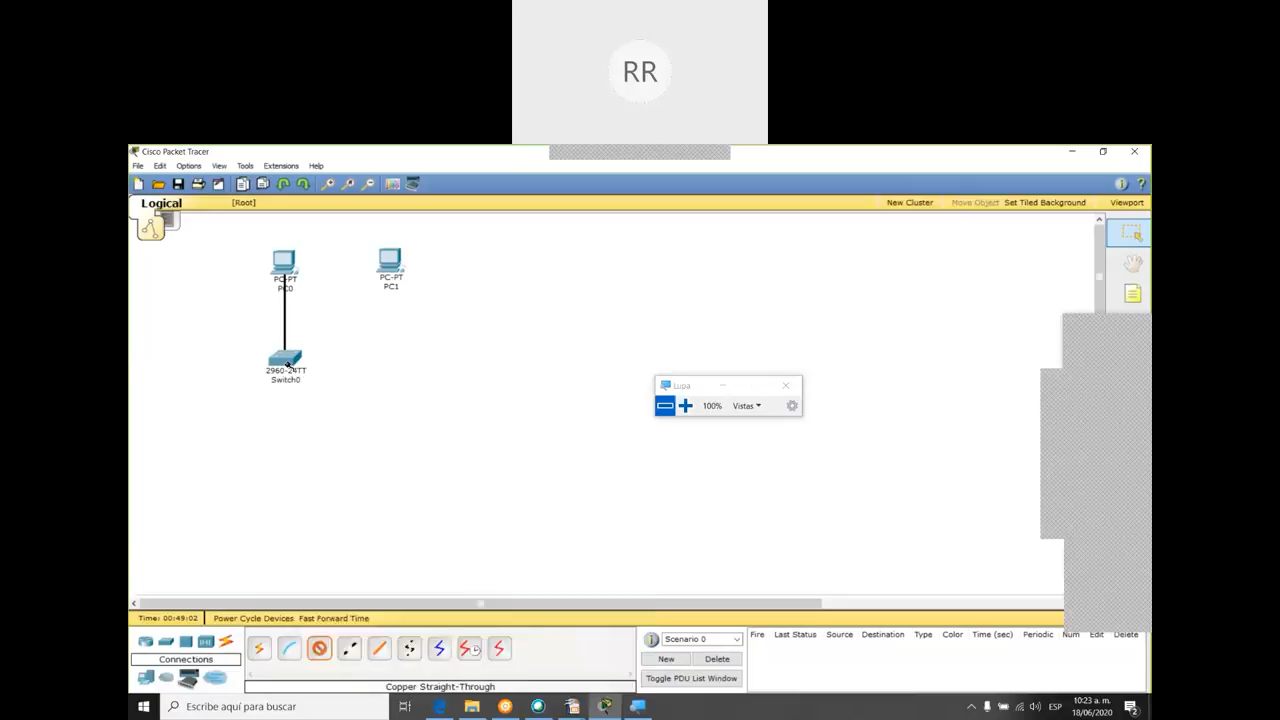 RR
Cisco Packet Tracer
File Edit Options View Tools Extensions Help
Logical [Root] New Cluster Move Object Set Tiled Background Viewport
PC-PT
PC0
PC-PT
PC1
2960-24TT
Switch0
Lupa
100% Vistas
Time: 00:49:02 Power Cycle Devices Fast Forward Time
Connections
Copper Straight-Through
Scenario 0
New Delete
Toggle PDU List Window
Fire Last Status Source Destination Type Color Time (sec) Periodic Num Edit Delete
Escribe aquí para buscar
ESP
10:23 a. m.
18/06/2020
2